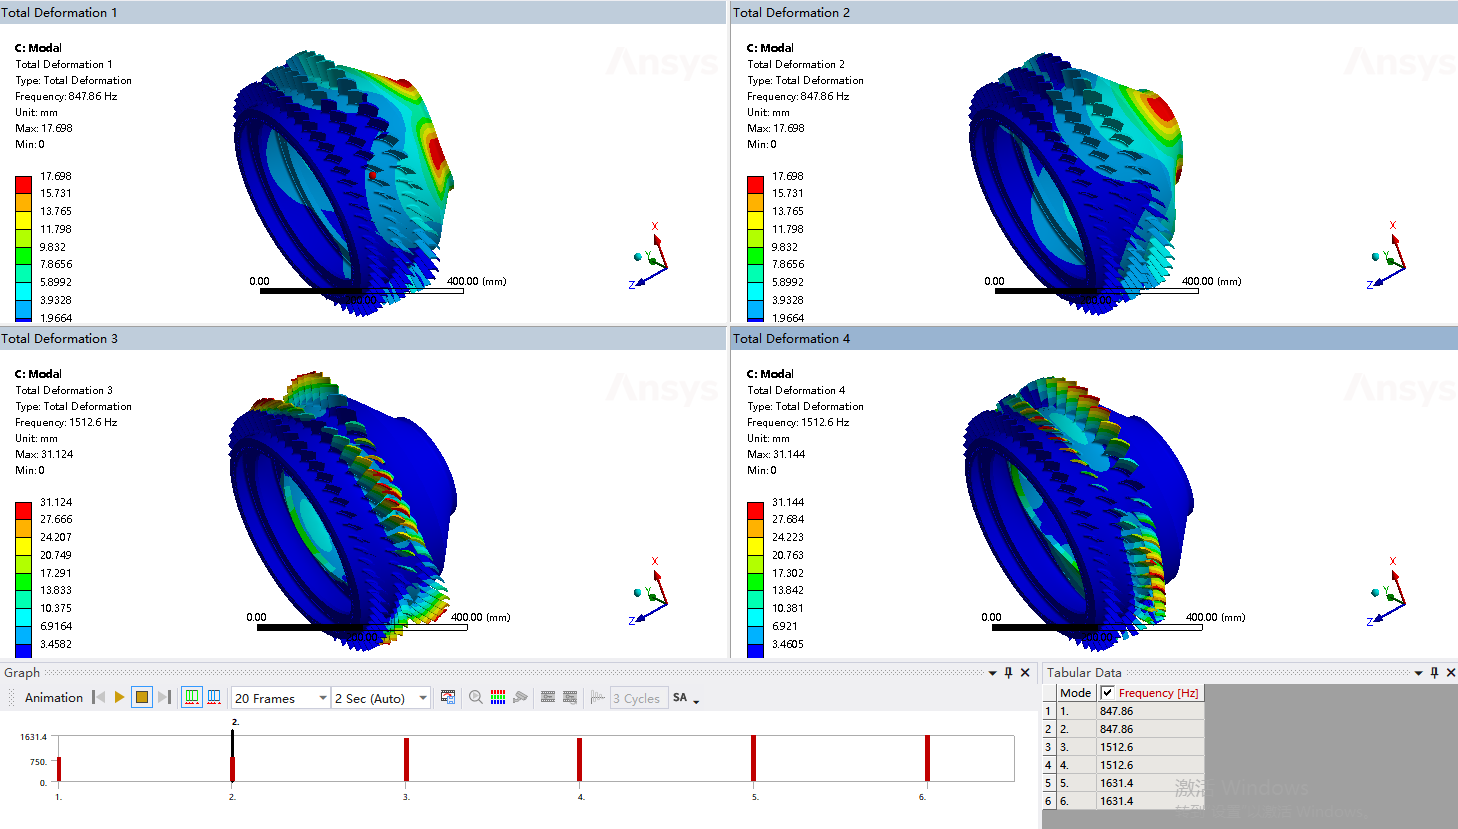 Total Deformation 1
C: Modal
Total Deformation 1
Type: Total Deformation
Frequency: 847.86 Hz
Unit: mm
Max: 17.698
Min: 0
17.698
15.731
13.765
11.798
9.832
7.8656
5.8992
3.9328
1.9664
Ansys
X
Y
Z
0.00
400.00 (mm)
200.00
Total Deformation 2
C: Modal
Total Deformation 2
Type: Total Deformation
Frequency: 847.86 Hz
Unit: mm
Max: 17.698
Min: 0
17.698
15.731
13.765
11.798
9.832
7.8656
5.8992
3.9328
1.9664
Ansys
X
Y
Z
0.00
400.00 (mm)
200.00
Total Deformation 3
C: Modal
Total Deformation 3
Type: Total Deformation
Frequency: 1512.6 Hz
Unit: mm
Max: 31.124
Min: 0
31.124
27.666
24.207
20.749
17.291
13.833
10.375
6.9164
3.4582
Ansys
X
Y
Z
0.00
400.00 (mm)
200.00
Total Deformation 4
C: Modal
Total Deformation 4
Type: Total Deformation
Frequency: 1512.6 Hz
Unit: mm
Max: 31.144
Min: 0
31.144
27.684
24.223
20.763
17.302
13.842
10.381
6.921
3.4605
Ansys
X
Y
Z
0.00
400.00 (mm)
200.00
Graph
Animation
20 Frames
2 Sec (Auto)
3 Cycles
SA
2.
1631.4
750.
0.
1. 2. 3. 4. 5. 6.
Tabular Data
Mode Frequency [Hz]
1 1. 847.86
2 2. 847.86
3 3. 1512.6
4 4. 1512.6
5 5. 1631.4
6 6. 1631.4
激活 Windows
转到"设置"以激活 Windows。